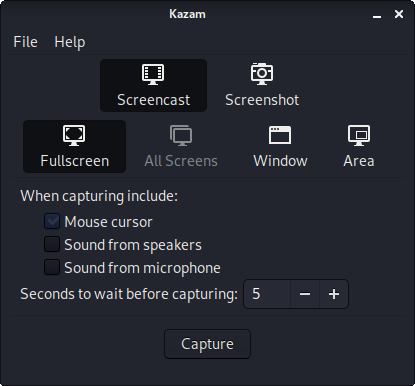 Kazam
File Help
Screencast Screenshot
Fullscreen All Screens Window Area
When capturing include:
Mouse cursor
Sound from speakers
Sound from microphone
Seconds to wait before capturing: 5 − +
Capture